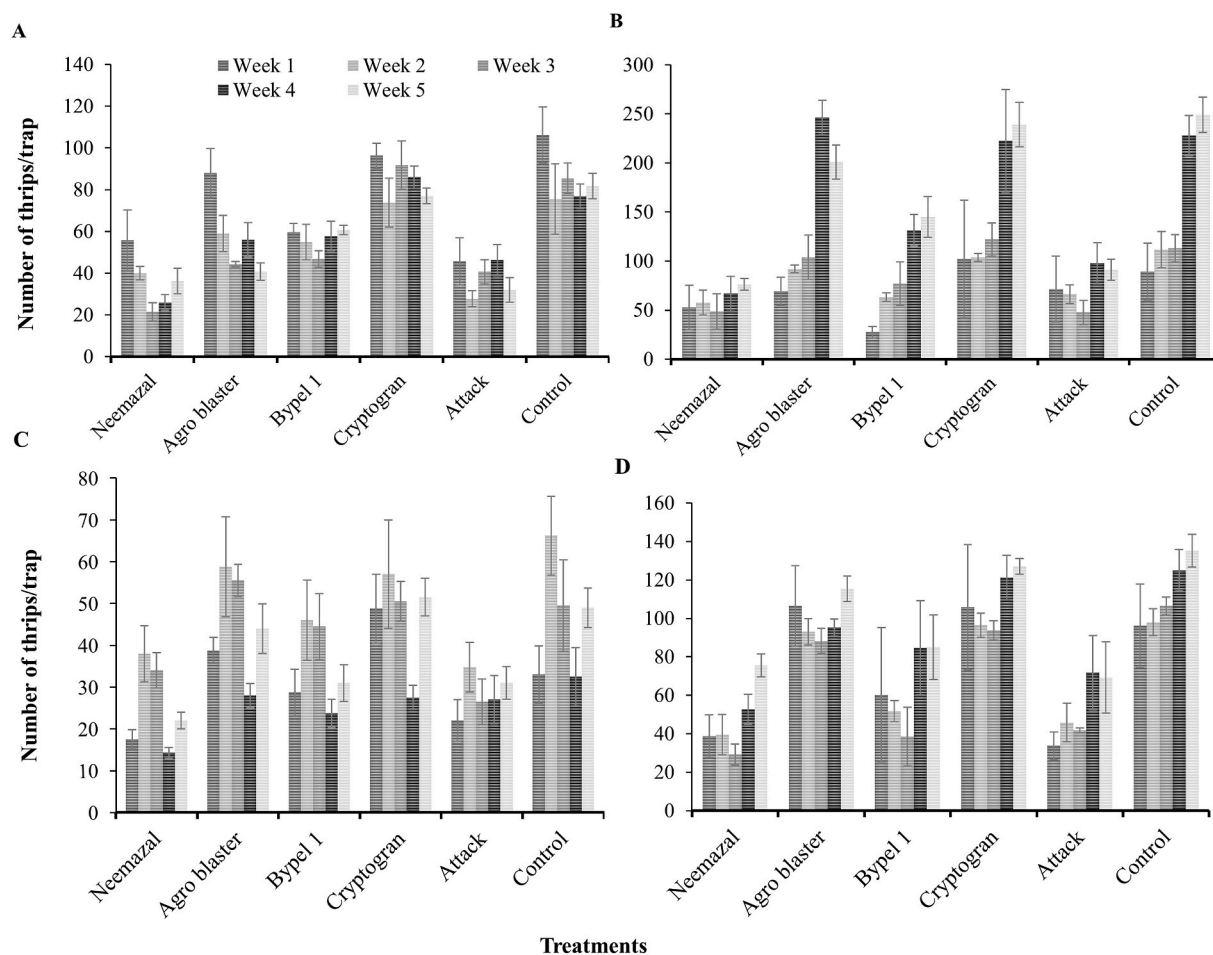 A
Number of thrips/trap
140
120
100
80
60
40
20
0
Week 1 Week 2 Week 3
Week 4 Week 5
Neemazal Agro blaster Bypel 1 Cryptogran Attack Control
B
300
250
200
150
100
50
0
Neemazal Agro blaster Bypel 1 Cryptogran Attack Control
C
Number of thrips/trap
80
70
60
50
40
30
20
10
0
Neemazal Agro blaster Bypel 1 Cryptogran Attack Control
D
160
140
120
100
80
60
40
20
0
Neemazal Agro blaster Bypel 1 Cryptogran Attack Control
Treatments